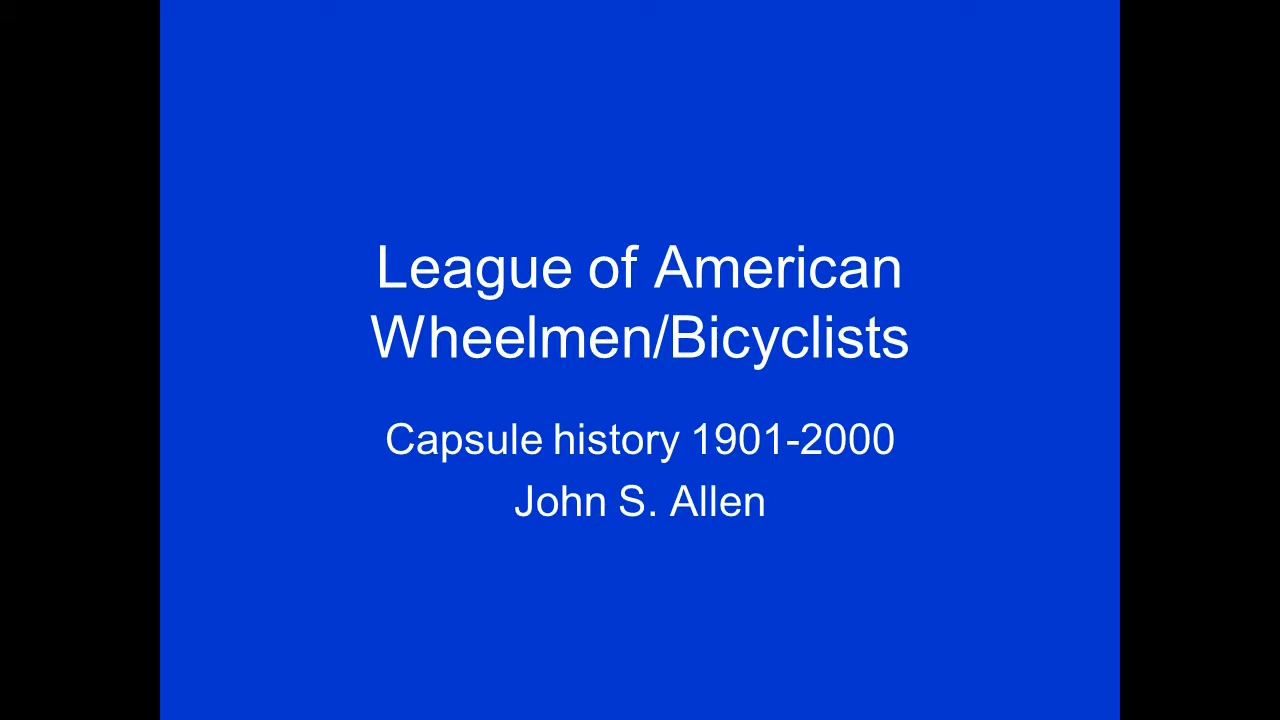 League of American
Wheelmen/Bicyclists
Capsule history 1901-2000
John S. Allen